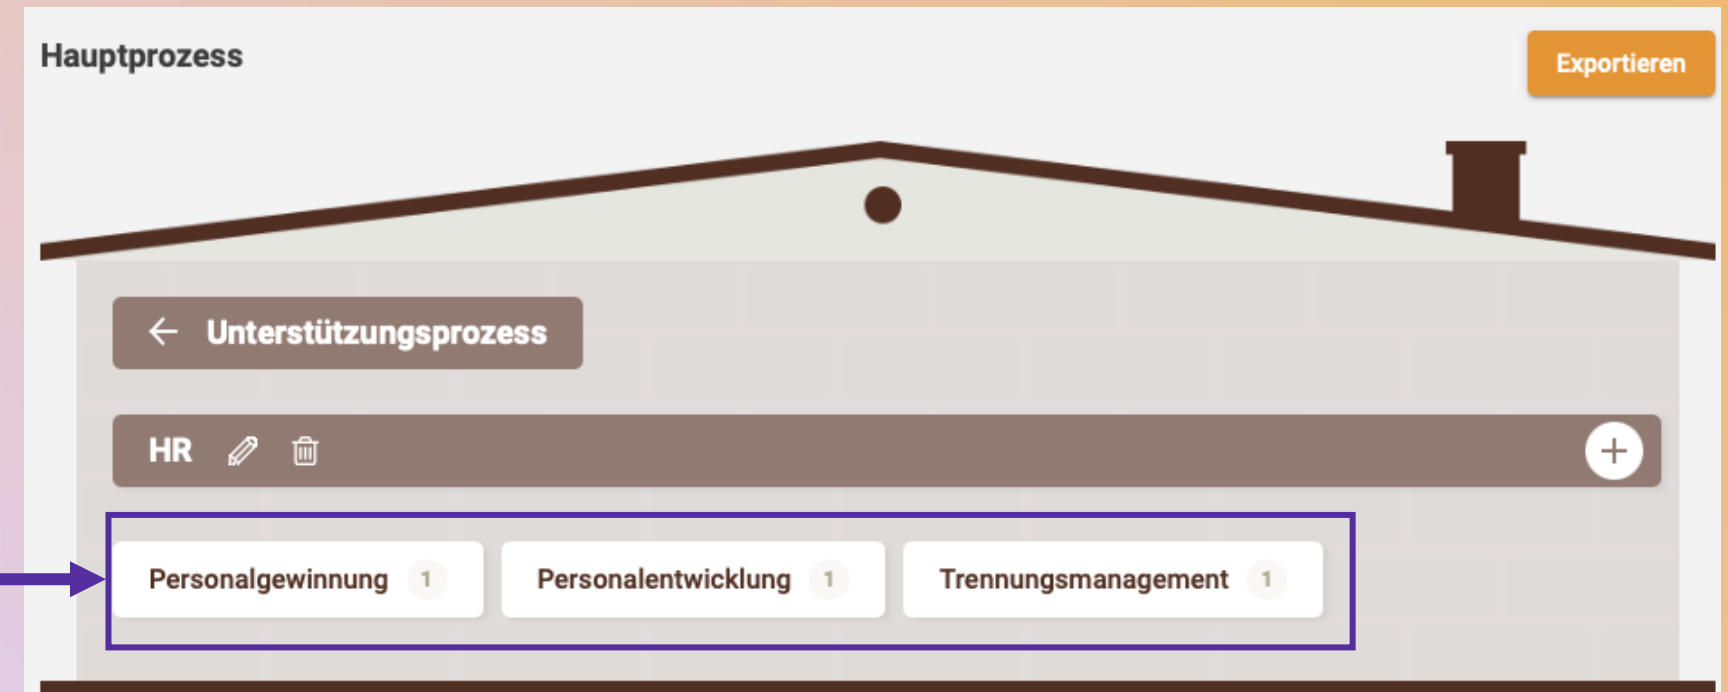 Hauptprozess
Exportieren
Unterstützungsprozess
HR
Personalgewinnung 1
Personalentwicklung 1
Trennungsmanagement 1